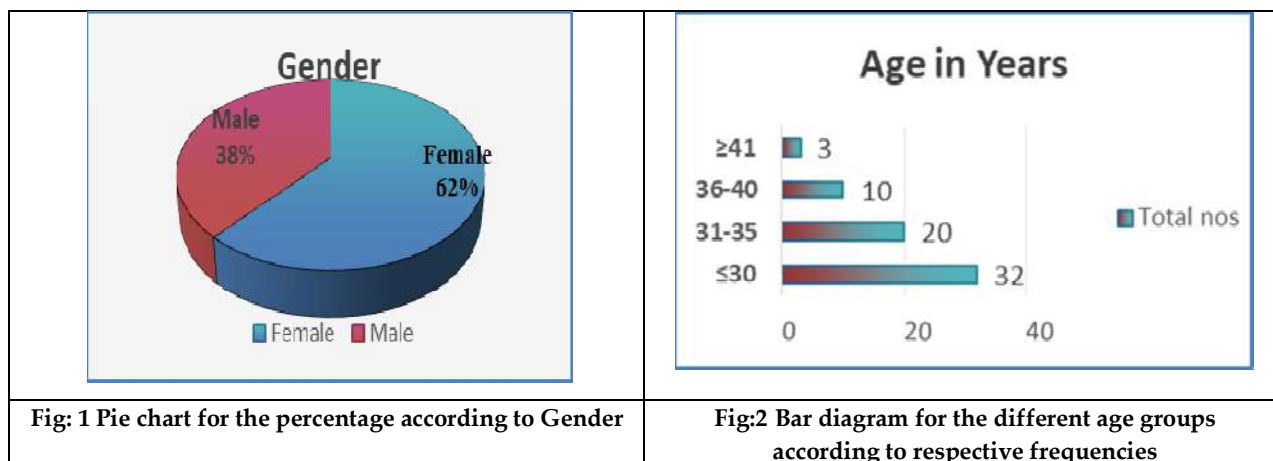 Gender
Male
38%
Female
62%
Female Male
Age in Years
≥41 3
36-40 10
31-35 20
≤30 32
Total nos
0 20 40
Fig: 1 Pie chart for the percentage according to Gender
Fig:2 Bar diagram for the different age groups
according to respective frequencies